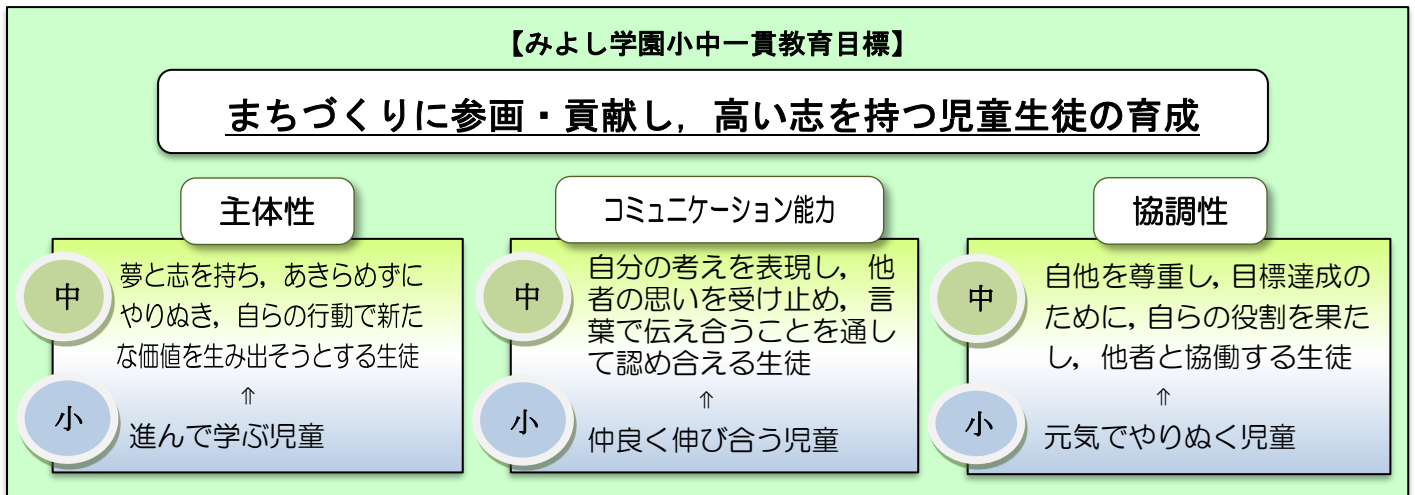 【みよし学園小中一貫教育目標】
まちづくりに参画・貢献し，高い志を持つ児童生徒の育成
主体性
中
夢と志を持ち，あきらめずに
やりぬき，自らの行動で新た
な価値を生み出そうとする生徒
⇑
小
進んで学ぶ児童
コミュニケーション能力
中
自分の考えを表現し，他
者の思いを受け止め，言
葉で伝え合うことを通し
て認め合える生徒
⇑
小
仲良く伸び合う児童
協調性
中
自他を尊重し，目標達成の
ために，自らの役割を果た
し，他者と協働する生徒
⇑
小
元気でやりぬく児童